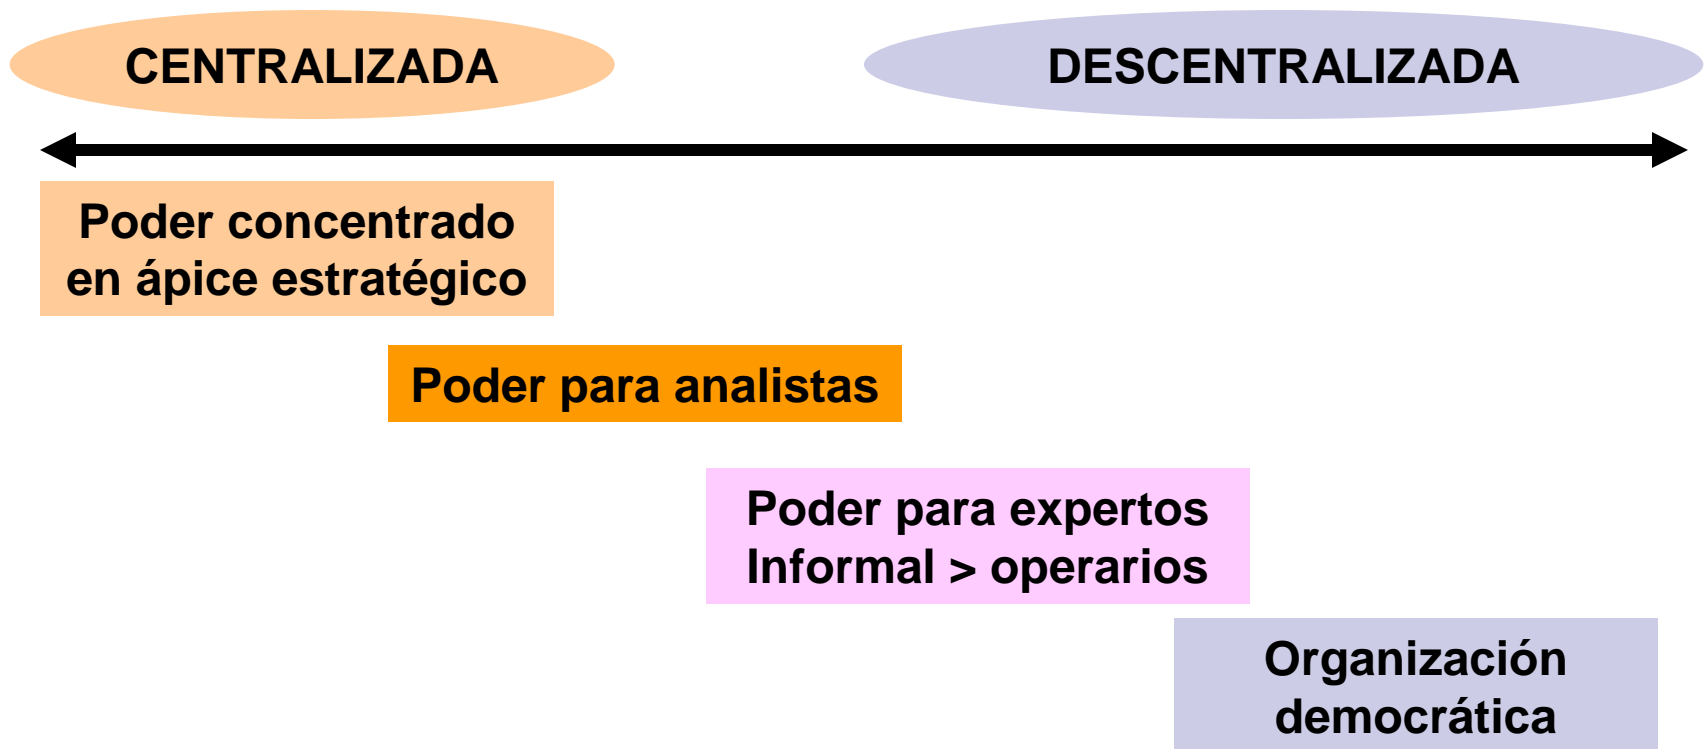 CENTRALIZADA
DESCENTRALIZADA
Poder concentrado
en ápice estratégico
Poder para analistas
Poder para expertos
Informal > operarios
Organización
democrática